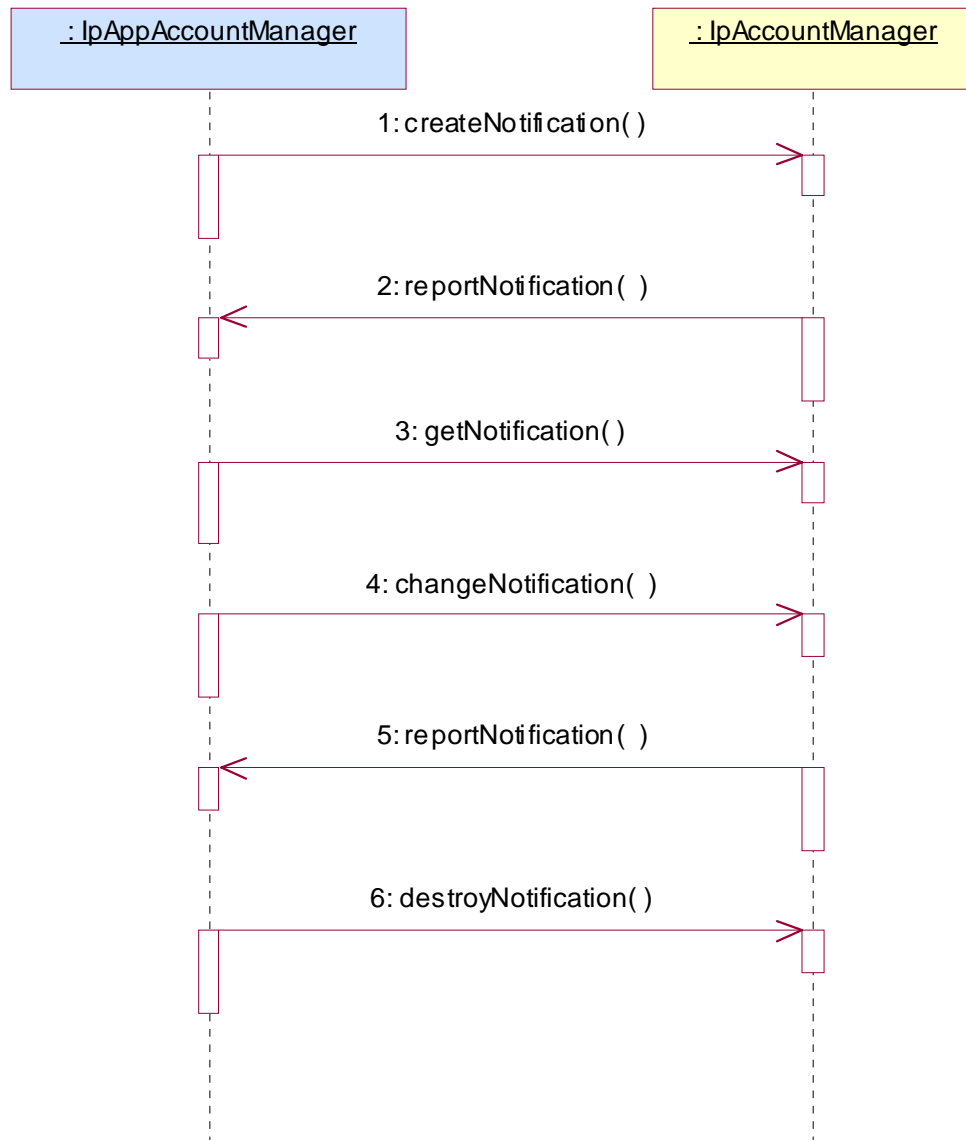 : IpAppAccountManager
: IpAccountManager
1: createNotification( )
2: reportNotification( )
3: getNotification( )
4: changeNotification( )
5: reportNotification( )
6: destroyNotification( )